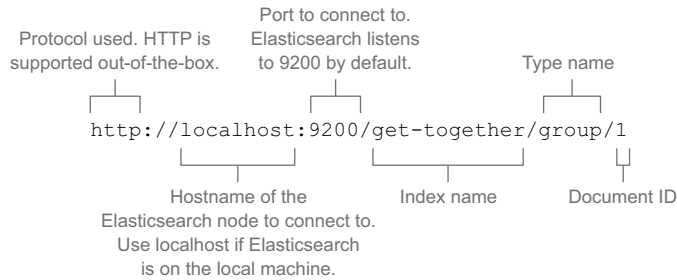 Protocol used. HTTP is
supported out-of-the-box.
Port to connect to.
Elasticsearch listens
to 9200 by default.
Type name
http://localhost:9200/get-together/group/1
Hostname of the
Elasticsearch node to connect to.
Use localhost if Elasticsearch
is on the local machine.
Index name
Document ID